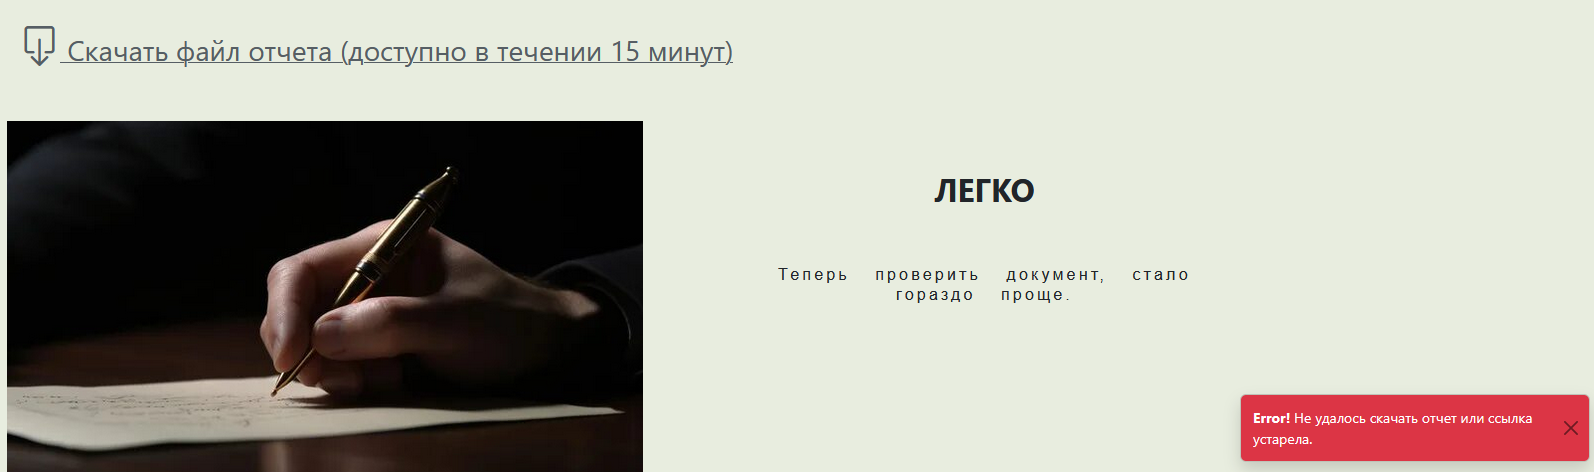 Скачать файл отчета (доступно в течении 15 минут)
ЛЕГКО
Теперь проверить документ, стало
гораздо проще.
Error! Не удалось скачать отчет или ссылка
устарела.